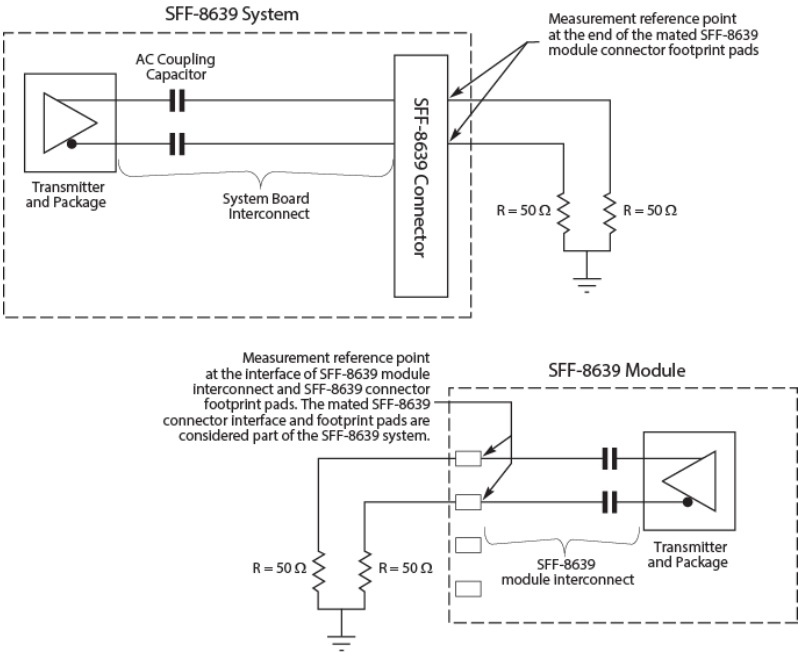 SFF-8639 System
Measurement reference point
at the end of the mated SFF-8639
module connector footprint pads
AC Coupling
Capacitor
SFF-8639 Connector
Transmitter
and Package
System Board
Interconnect
R = 50 Ω
R = 50 Ω
Measurement reference point
at the interface of SFF-8639 module
interconnect and SFF-8639 connector
footprint pads. The mated SFF-8639
connector interface and footprint pads are
considered part of the SFF-8639 system.
SFF-8639 Module
R = 50 Ω
R = 50 Ω
SFF-8639
module interconnect
Transmitter
and Package